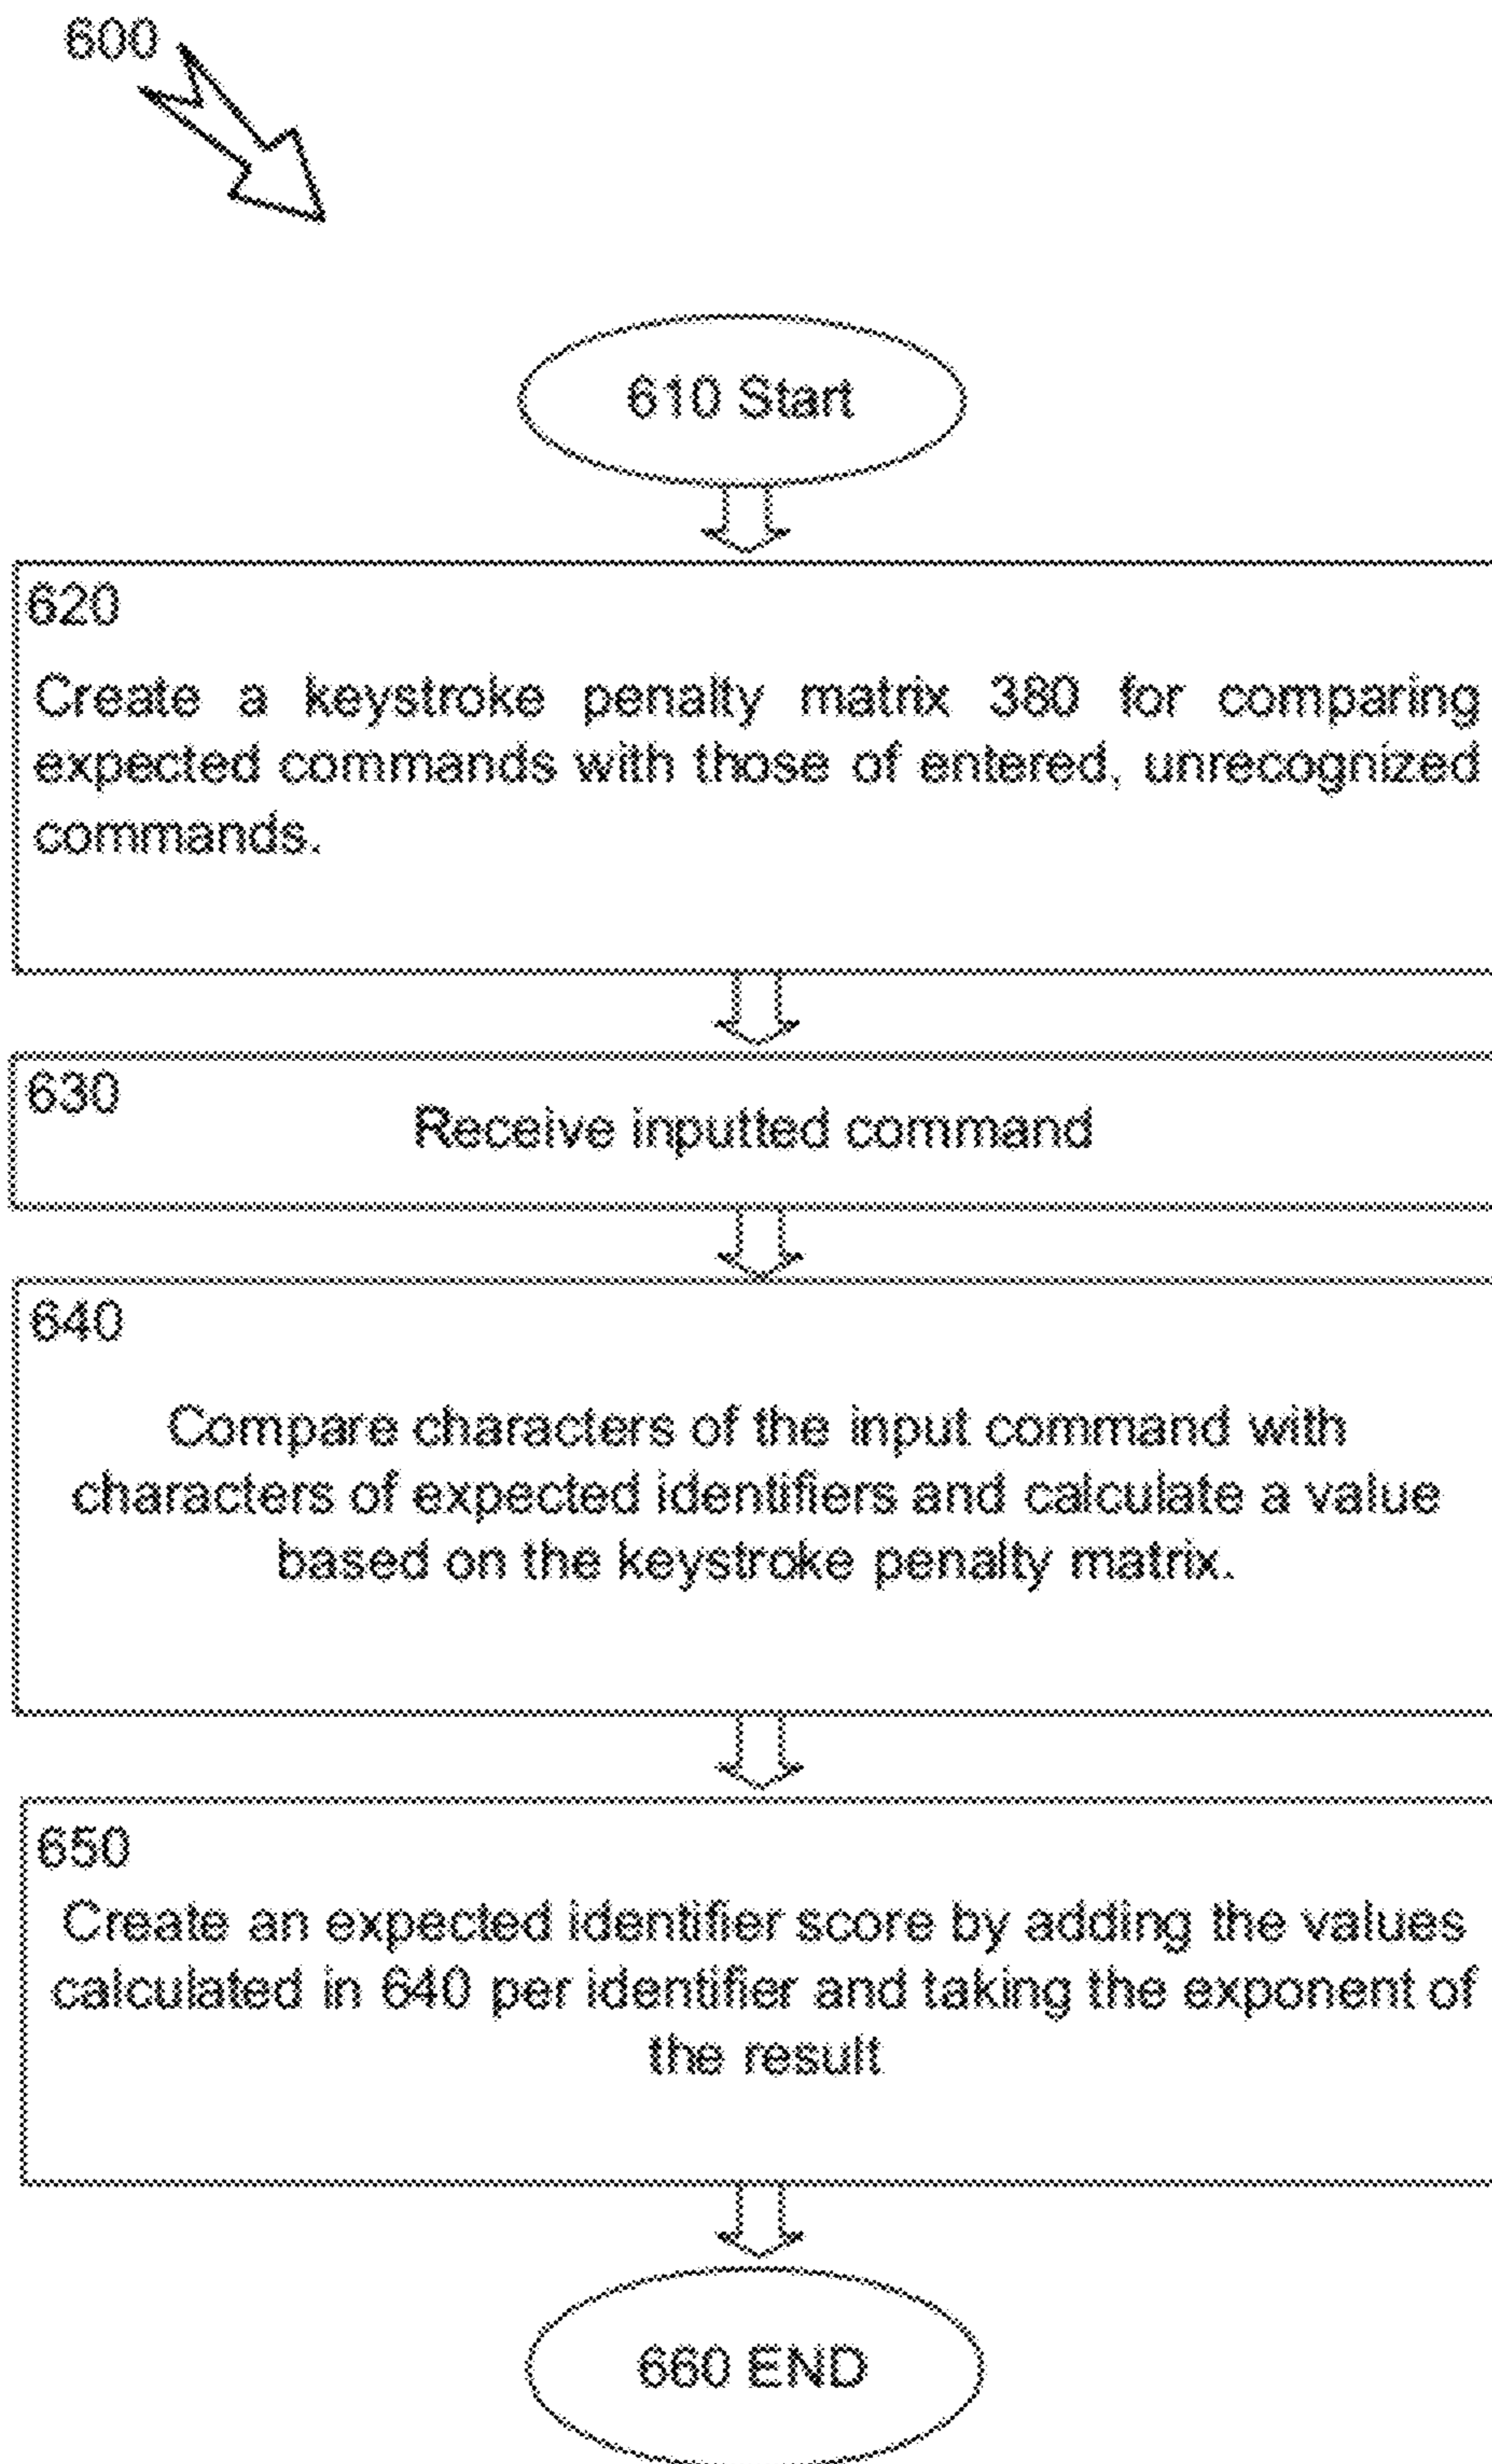 600
610 Start
620
Create a keystroke penalty matrix 380 for comparing
expected commands with those of entered, unrecognized
commands.
630
Receive inputted command
640
Compare characters of the input command with
characters of expected identifiers and calculate a value
based on the keystroke penalty matrix.
650
Create an expected identifier score by adding the values
calculated in 640 per identifier and taking the exponent of
the result
660 END